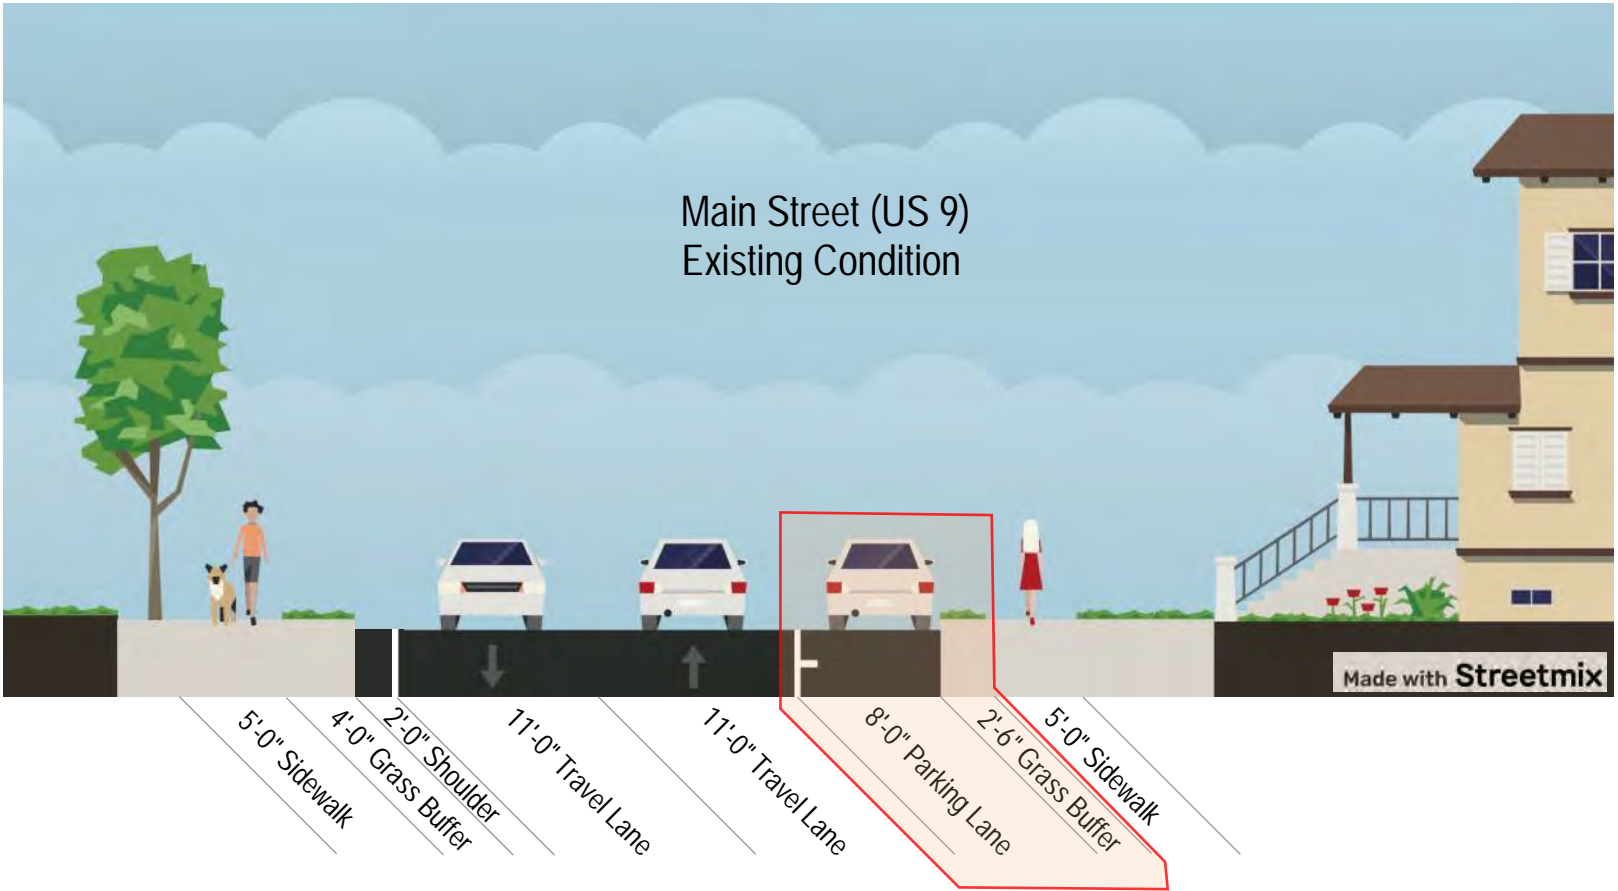 Main Street (US 9)
Existing Condition
Made with Streetmix
5'-0" Sidewalk
4'-0" Grass Buffer
2'-0" Shoulder
11'-0" Travel Lane
11'-0" Travel Lane
8'-0" Parking Lane
2'-6" Grass Buffer
5'-0" Sidewalk